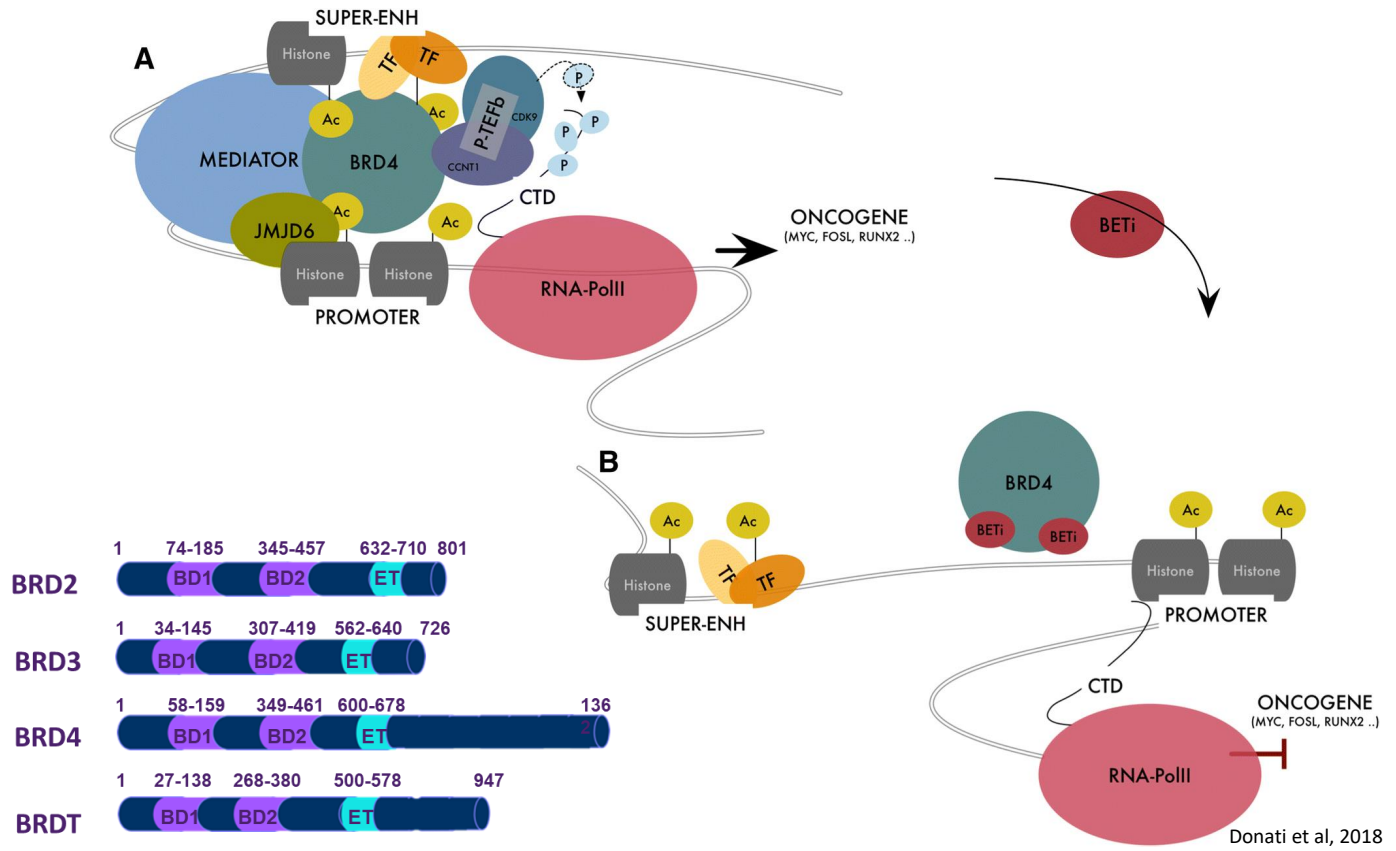 A
SUPER-ENH
Histone
TF
TF
Ac
Ac
MEDIATOR
BRD4
P-TEFb
CDK9
CCNT1
P
P
P
P
CTD
JMJD6
Ac
Ac
Histone
Histone
PROMOTER
RNA-PolII
ONCOGENE
(MYC, FOSL, RUNX2 ..)
BETi
B
Ac
Ac
Histone
TF
TF
SUPER-ENH
BRD4
BETi
BETi
Ac
Ac
Histone
Histone
PROMOTER
CTD
RNA-PolII
ONCOGENE
(MYC, FOSL, RUNX2 ..)
1 74-185 345-457 632-710 801
BRD2 BD1 BD2 ET
1 34-145 307-419 562-640 726
BRD3 BD1 BD2 ET
1 58-159 349-461 600-678 136
2
BRD4 BD1 BD2 ET
1 27-138 268-380 500-578 947
BRDT BD1 BD2 ET
Donati et al, 2018